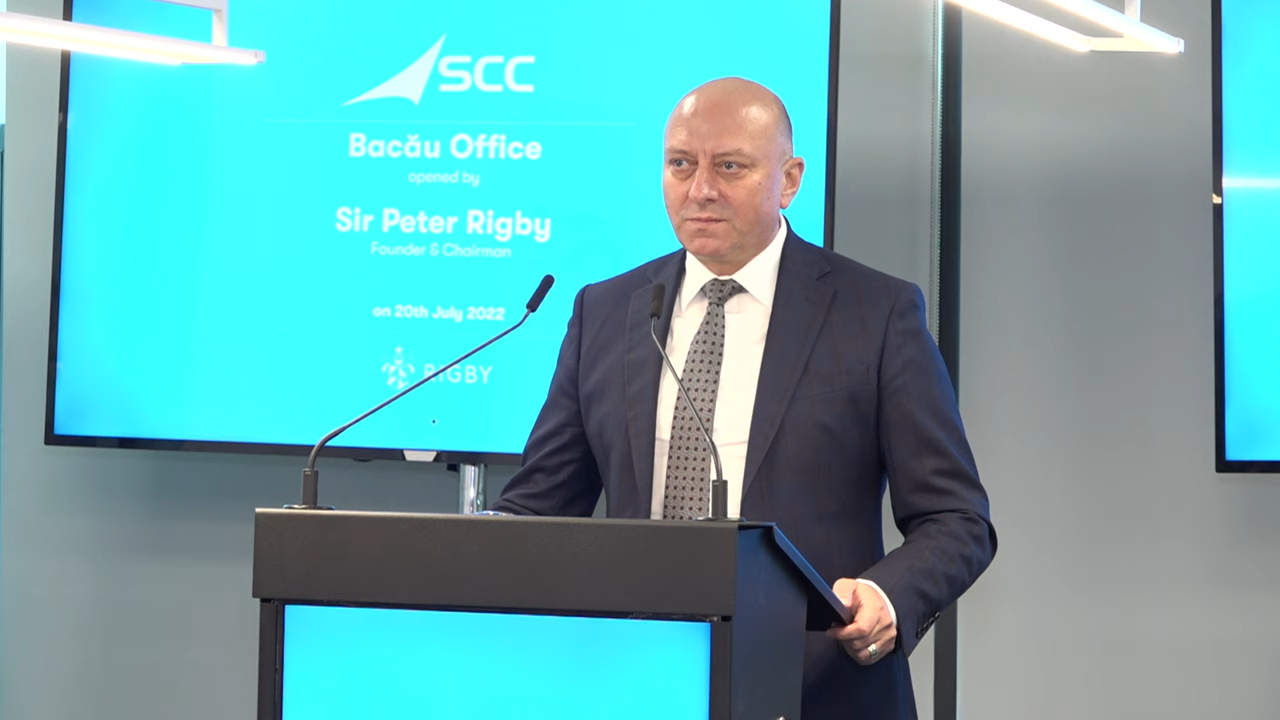 SCC
Bacău Office
opened by
Sir Peter Rigby
Founder & Chairman
on 20th July 2022
RIGBY